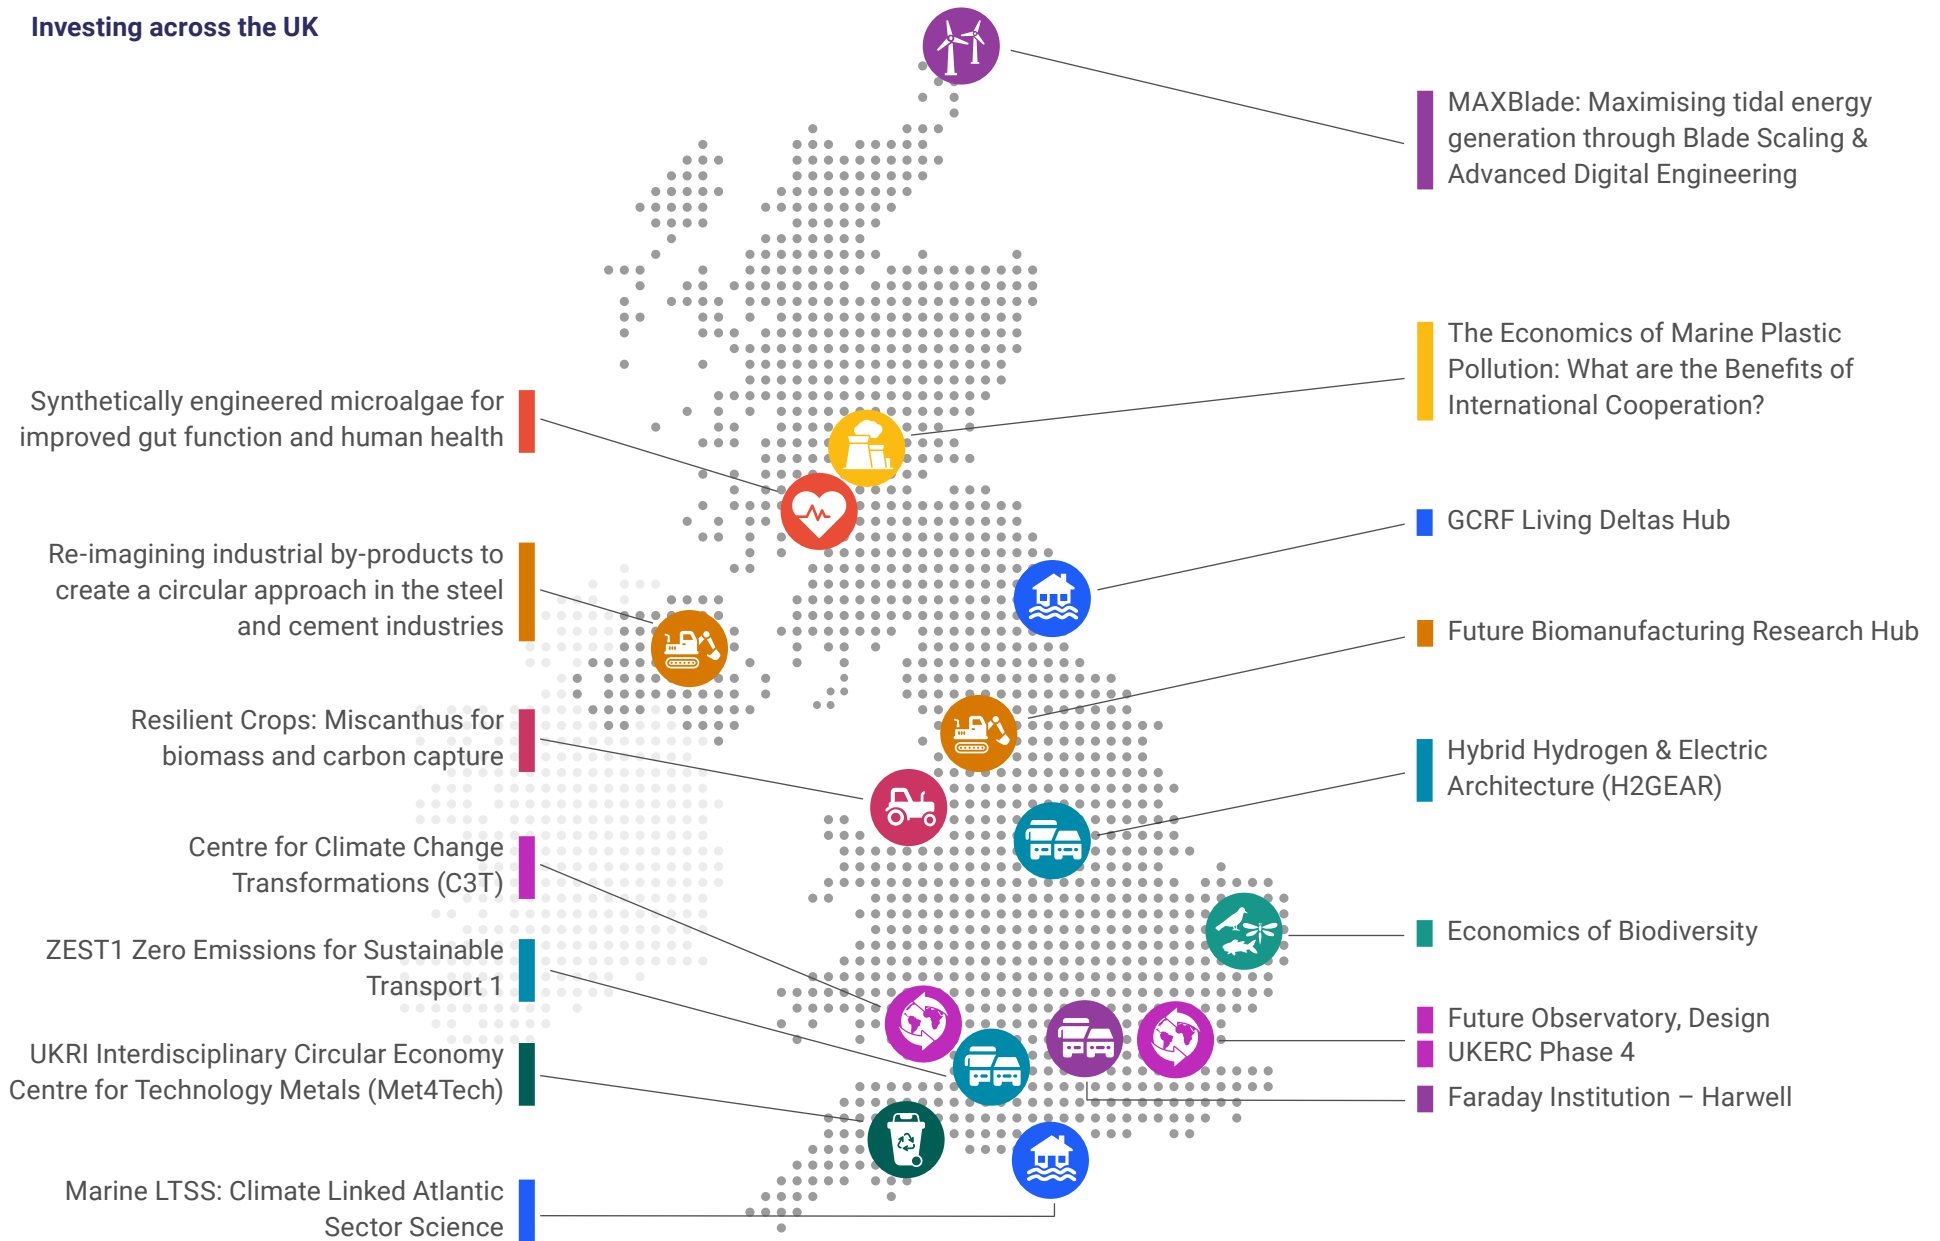 Investing across the UK
MAXBlade: Maximising tidal energy
generation through Blade Scaling &
Advanced Digital Engineering
The Economics of Marine Plastic
Pollution: What are the Benefits of
International Cooperation?
GCRF Living Deltas Hub
Future Biomanufacturing Research Hub
Hybrid Hydrogen & Electric
Architecture (H2GEAR)
Economics of Biodiversity
Future Observatory, Design
UKERC Phase 4
Faraday Institution – Harwell
Synthetically engineered microalgae for
improved gut function and human health
Re-imagining industrial by-products to
create a circular approach in the steel
and cement industries
Resilient Crops: Miscanthus for
biomass and carbon capture
Centre for Climate Change
Transformations (C3T)
ZEST1 Zero Emissions for Sustainable
Transport 1
UKRI Interdisciplinary Circular Economy
Centre for Technology Metals (Met4Tech)
Marine LTSS: Climate Linked Atlantic
Sector Science